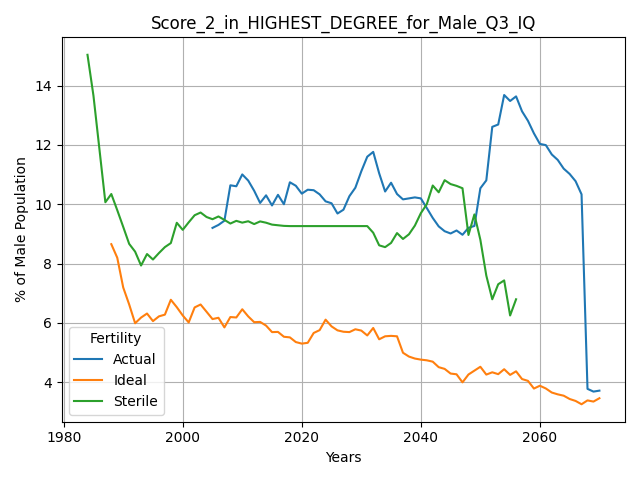 Score_2_in_HIGHEST_DEGREE_for_Male_Q3_IQ
% of Male Population
14
12
10
8
6
4
Fertility
Actual
Ideal
Sterile
1980
2000
2020
2040
2060
Years